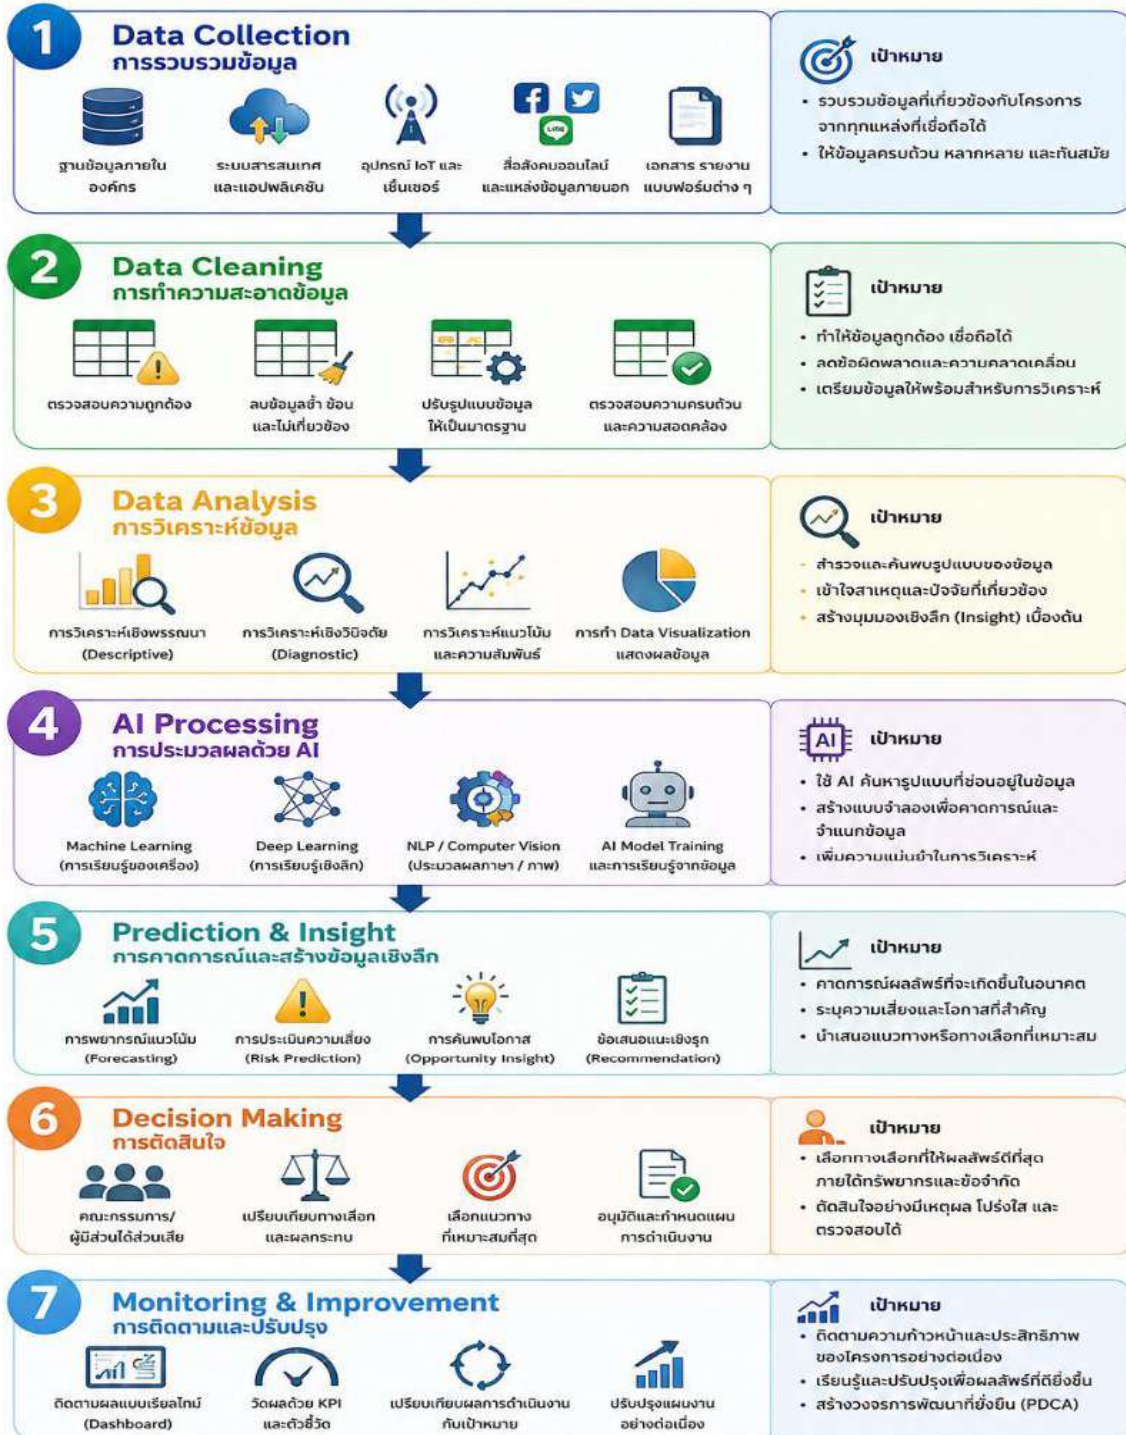 1
Data Collection
การรวบรวมข้อมูล
ฐานข้อมูลภายใน
องค์กร
ระบบสารสนเทศ
และแอปพลิเคชัน
อุปกรณ์ IoT และ
เซ็นเซอร์
LINE
สื่อสังคมออนไลน์
และแหล่งข้อมูลภายนอก
เอกสาร รายงาน
แบบฟอร์มต่าง ๆ
เป้าหมาย
• รวบรวมข้อมูลที่เกี่ยวข้องกับโครงการ
จากทุกแหล่งที่เชื่อถือได้
• ให้ข้อมูลครบถ้วน หลากหลาย และทันสมัย
2
Data Cleaning
การทำความสะอาดข้อมูล
ตรวจสอบความถูกต้อง
ลบข้อมูลซ้ำ ซ้อน
และไม่เกี่ยวข้อง
ปรับรูปแบบข้อมูล
ให้เป็นมาตรฐาน
ตรวจสอบความครบถ้วน
และความสอดคล้อง
เป้าหมาย
• ทำให้ข้อมูลถูกต้อง เชื่อถือได้
• ลดข้อผิดพลาดและความคลาดเคลื่อน
• เตรียมข้อมูลให้พร้อมสำหรับการวิเคราะห์
3
Data Analysis
การวิเคราะห์ข้อมูล
การวิเคราะห์เชิงพรรณนา
(Descriptive)
การวิเคราะห์เชิงวินิจฉัย
(Diagnostic)
การวิเคราะห์แนวโน้ม
และความสัมพันธ์
การทำ Data Visualization
แสดงผลข้อมูล
เป้าหมาย
• สำรวจและค้นพบรูปแบบของข้อมูล
• เข้าใจสาเหตุและปัจจัยที่เกี่ยวข้อง
• สร้างมุมมองเชิงลึก (Insight) เบื้องต้น
4
AI Processing
การประมวลผลด้วย AI
Machine Learning
(การเรียนรู้ของเครื่อง)
Deep Learning
(การเรียนรู้เชิงลึก)
NLP / Computer Vision
(ประมวลผลภาษา / ภาพ)
AI Model Training
และการเรียนรู้จากข้อมูล
AI
เป้าหมาย
• ใช้ AI ค้นหารูปแบบที่ซ่อนอยู่ในข้อมูล
• สร้างแบบจำลองเพื่อคาดการณ์และ
จำแนกข้อมูล
• เพิ่มความแม่นยำในการวิเคราะห์
5
Prediction & Insight
การคาดการณ์และสร้างข้อมูลเชิงลึก
การพยากรณ์แนวโน้ม
(Forecasting)
การประเมินความเสี่ยง
(Risk Prediction)
การค้นพบโอกาส
(Opportunity Insight)
ข้อเสนอแนะเชิงรุก
(Recommendation)
เป้าหมาย
• คาดการณ์ผลลัพธ์ที่จะเกิดขึ้นในอนาคต
• ระบุความเสี่ยงและโอกาสที่สำคัญ
• นำเสนอแนวทางหรือทางเลือกที่เหมาะสม
6
Decision Making
การตัดสินใจ
คณะกรรมการ/
ผู้มีส่วนได้ส่วนเสีย
เปรียบเทียบทางเลือก
และผลกระทบ
เลือกแนวทาง
ที่เหมาะสมที่สุด
อนุมัติและกำหนดแผน
การดำเนินงาน
เป้าหมาย
• เลือกทางเลือกที่ให้ผลลัพธ์ดีที่สุด
ภายใต้ทรัพยากรและข้อจำกัด
• ตัดสินใจอย่างมีเหตุผล โปร่งใส และ
ตรวจสอบได้
7
Monitoring & Improvement
การติดตามและปรับปรุง
ติดตามผลแบบเรียลไทม์
(Dashboard)
วัดผลด้วย KPI
และตัวชี้วัด
เปรียบเทียบผลการดำเนินงาน
กับเป้าหมาย
ปรับปรุงแผนงาน
อย่างต่อเนื่อง
เป้าหมาย
• ติดตามความก้าวหน้าและประสิทธิภาพ
ของโครงการอย่างต่อเนื่อง
• เรียนรู้และปรับปรุงเพื่อผลลัพธ์ที่ดียิ่งขึ้น
• สร้างวงจรการพัฒนาที่ยั่งยืน (PDCA)